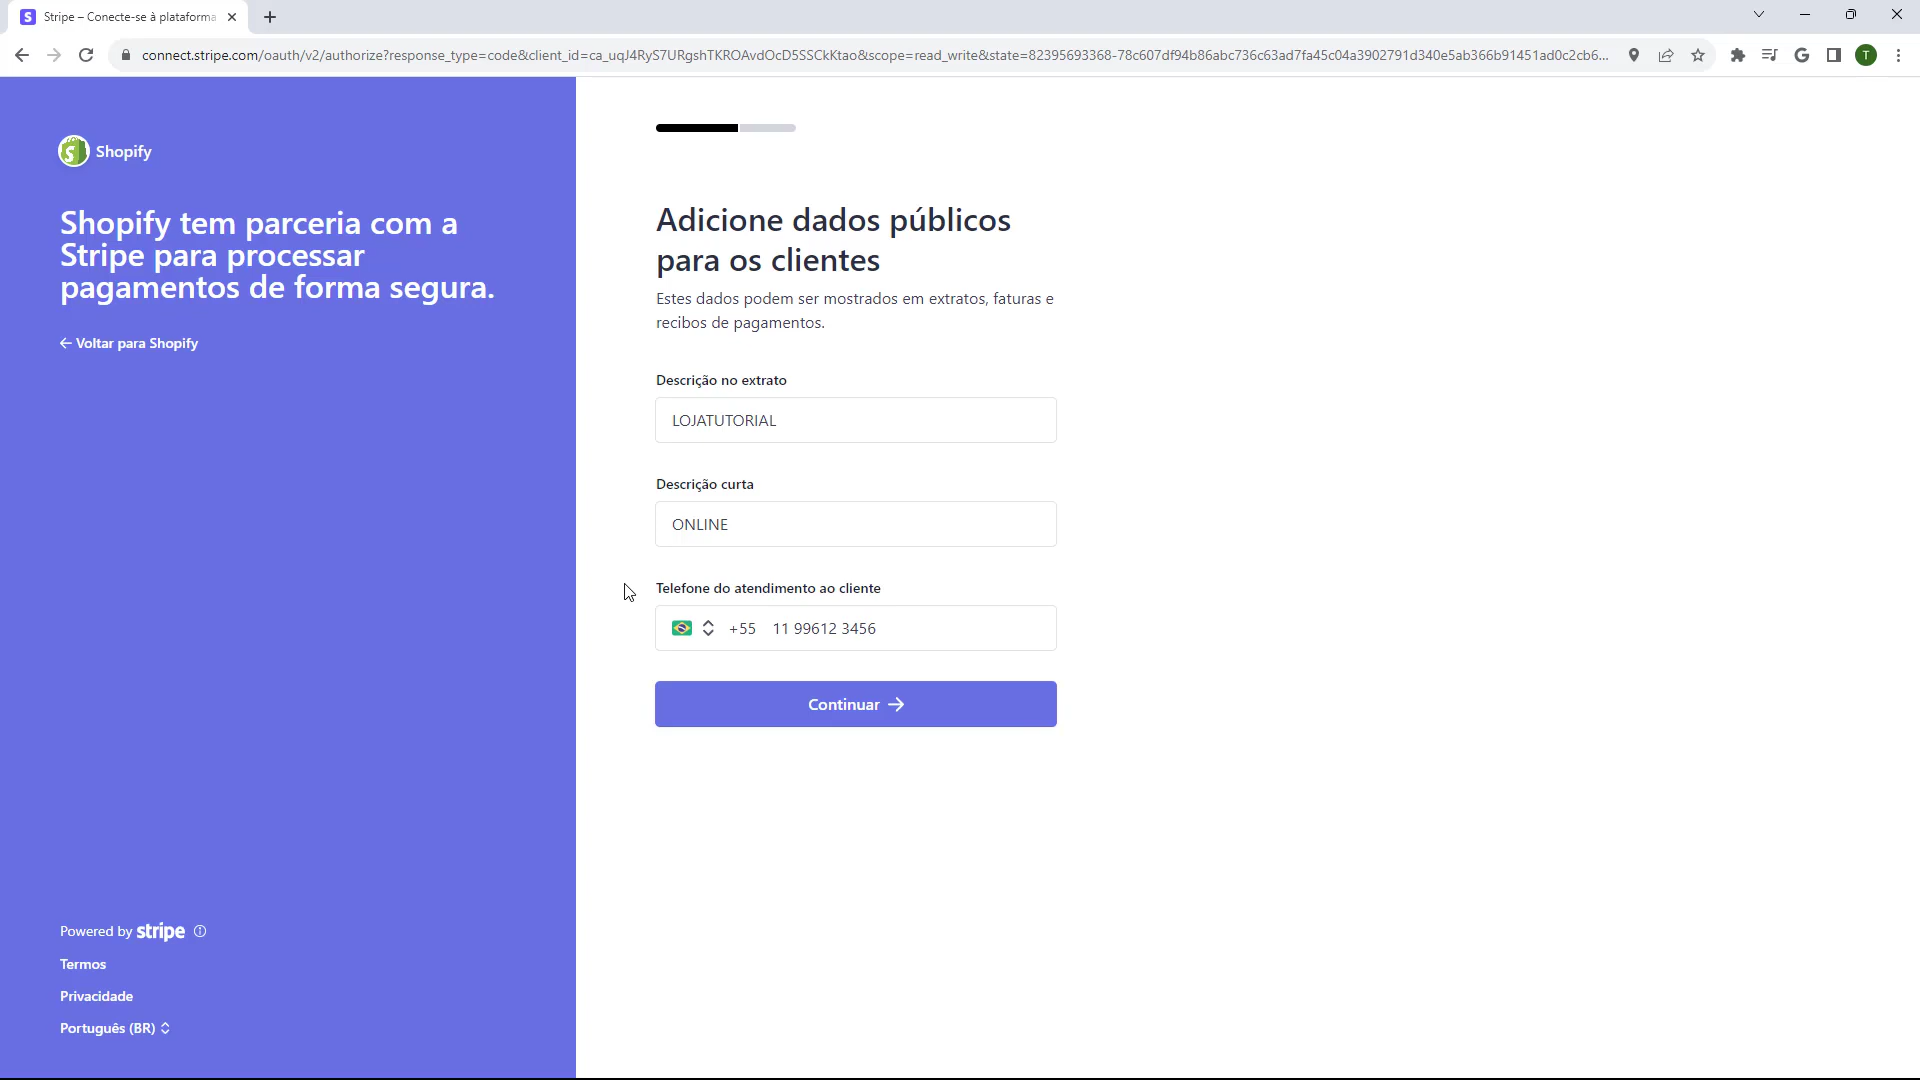 Stripe – Conecte-se à plataforma
connect.stripe.com/oauth/v2/authorize?response_type=code&client_id=ca_uqJ4RyS7URgshTKROAvdOcD5SSCkKtao&scope=read_write&state=82395693368-78c607df94b86abc736c63ad7fa45c04a3902791d340e5ab366b91451ad0c2cb6...
T
Shopify
Shopify tem parceria com a
Stripe para processar
pagamentos de forma segura.
← Voltar para Shopify
Adicione dados públicos
para os clientes
Estes dados podem ser mostrados em extratos, faturas e
recibos de pagamentos.
Descrição no extrato
LOJATUTORIAL
Descrição curta
ONLINE
Telefone do atendimento ao cliente
+55 11 99612 3456
Continuar →
Powered by stripe
Termos
Privacidade
Português (BR)